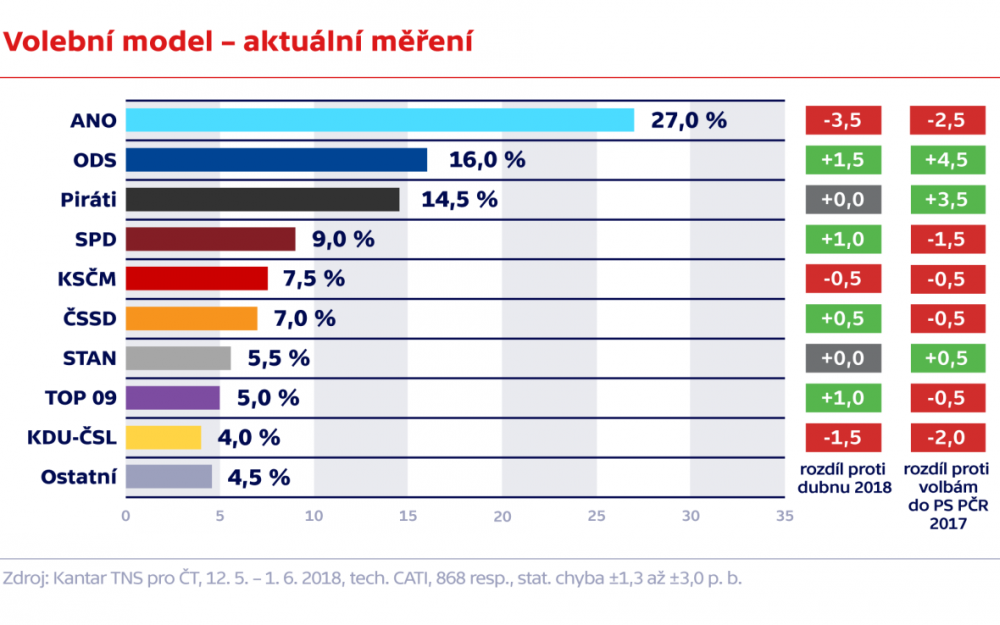 Volební model – aktuální měření
ANO 27,0 % -3,5 -2,5
ODS 16,0 % +1,5 +4,5
Piráti 14,5 % +0,0 +3,5
SPD 9,0 % +1,0 -1,5
KSČM 7,5 % -0,5 -0,5
ČSSD 7,0 % +0,5 -0,5
STAN 5,5 % +0,0 +0,5
TOP 09 5,0 % +1,0 -0,5
KDU-ČSL 4,0 % -1,5 -2,0
Ostatní 4,5 %
rozdíl proti
dubnu 2018
rozdíl proti
volbám
do PS PČR
2017
0 5 10 15 20 25 30 35
Zdroj: Kantar TNS pro ČT, 12. 5. – 1. 6. 2018, tech. CATI, 868 resp., stat. chyba ±1,3 až ±3,0 p. b.